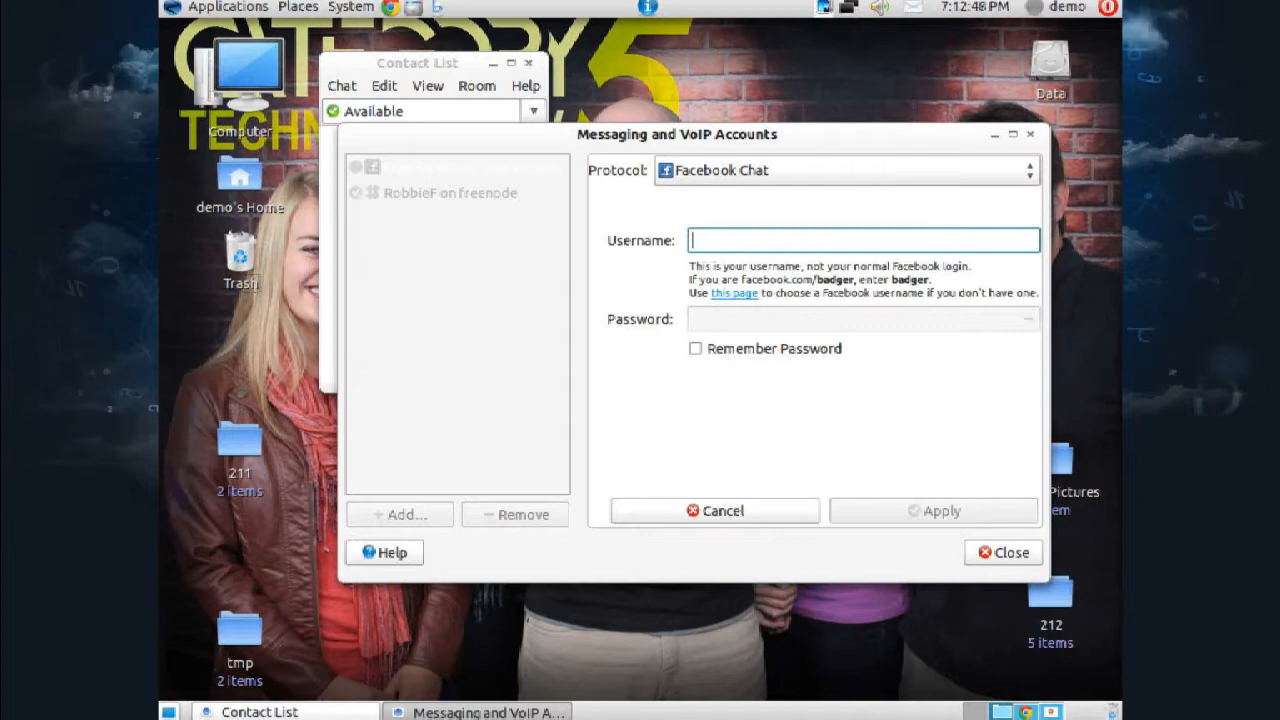 Applications Places System 7:12:48 PM demo
CATEGORY 5
TECHN
Computer
Data
Contact List
Chat Edit View Room Help
Available
Messaging and VoIP Accounts
RobbieF on freenode
Protocol: Facebook Chat
Username:
This is your username, not your normal Facebook login.
If you are facebook.com/badger, enter badger.
Use this page to choose a Facebook username if you don't have one.
Password:
Remember Password
Add... Remove
Cancel Apply
Help Close
demo's Home
Trash
211
2 items
tmp
2 items
Pictures
em
212
5 items
Contact List Messaging and VoIP A...